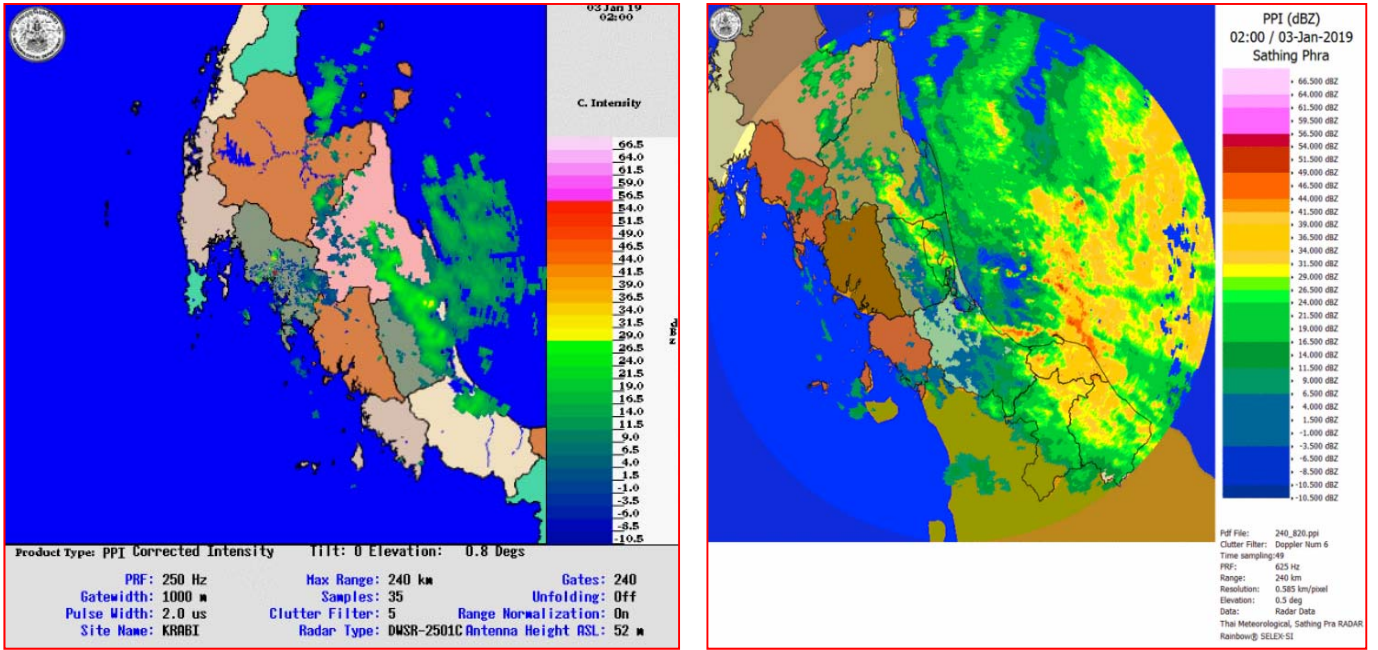 03 Jan 19
02:00
C. Intensity
66.5
64.0
61.5
59.0
56.5
54.0
51.5
49.0
46.5
44.0
41.5
39.0
36.5
34.0
31.5
29.0
26.5
24.0
21.5
19.0
16.5
14.0
11.5
9.0
6.5
4.0
1.5
-1.0
-3.5
-6.0
-8.5
-10.5
Product Type: PPI Corrected Intensity Tilt: 0 Elevation: 0.8 Degs
PRF: 250 Hz Max Range: 240 km Gates: 240
Gatewidth: 1000 m Samples: 35 Unfolding: Off
Pulse Width: 2.0 us Clutter Filter: 5 Range Normalization: On
Site Name: KRABI Radar Type: DWSR-2501C Antenna Height ASL: 52 m
PPI (dBZ)
02:00 / 03-Jan-2019
Sathing Phra
66.500 dBZ
64.000 dBZ
61.500 dBZ
59.500 dBZ
56.500 dBZ
54.000 dBZ
51.500 dBZ
49.000 dBZ
46.500 dBZ
44.000 dBZ
41.500 dBZ
39.000 dBZ
36.500 dBZ
34.000 dBZ
31.500 dBZ
29.000 dBZ
26.500 dBZ
24.000 dBZ
21.500 dBZ
19.000 dBZ
16.500 dBZ
14.000 dBZ
11.500 dBZ
9.000 dBZ
6.500 dBZ
4.000 dBZ
1.500 dBZ
-1.000 dBZ
-3.500 dBZ
-6.500 dBZ
-8.500 dBZ
-10.500 dBZ
-10.500 dBZ
Pdf File: 240_820.ppi
Clutter Filter: Doppler Num 6
Time sampling:49
PRF: 625 Hz
Range: 240 km
Resolution: 0.585 km/pixel
Elevation: 0.5 deg
Data: Radar Data
Thai Meteorological, Sathing Pra RADAR
Rainbow® SELEX-SI